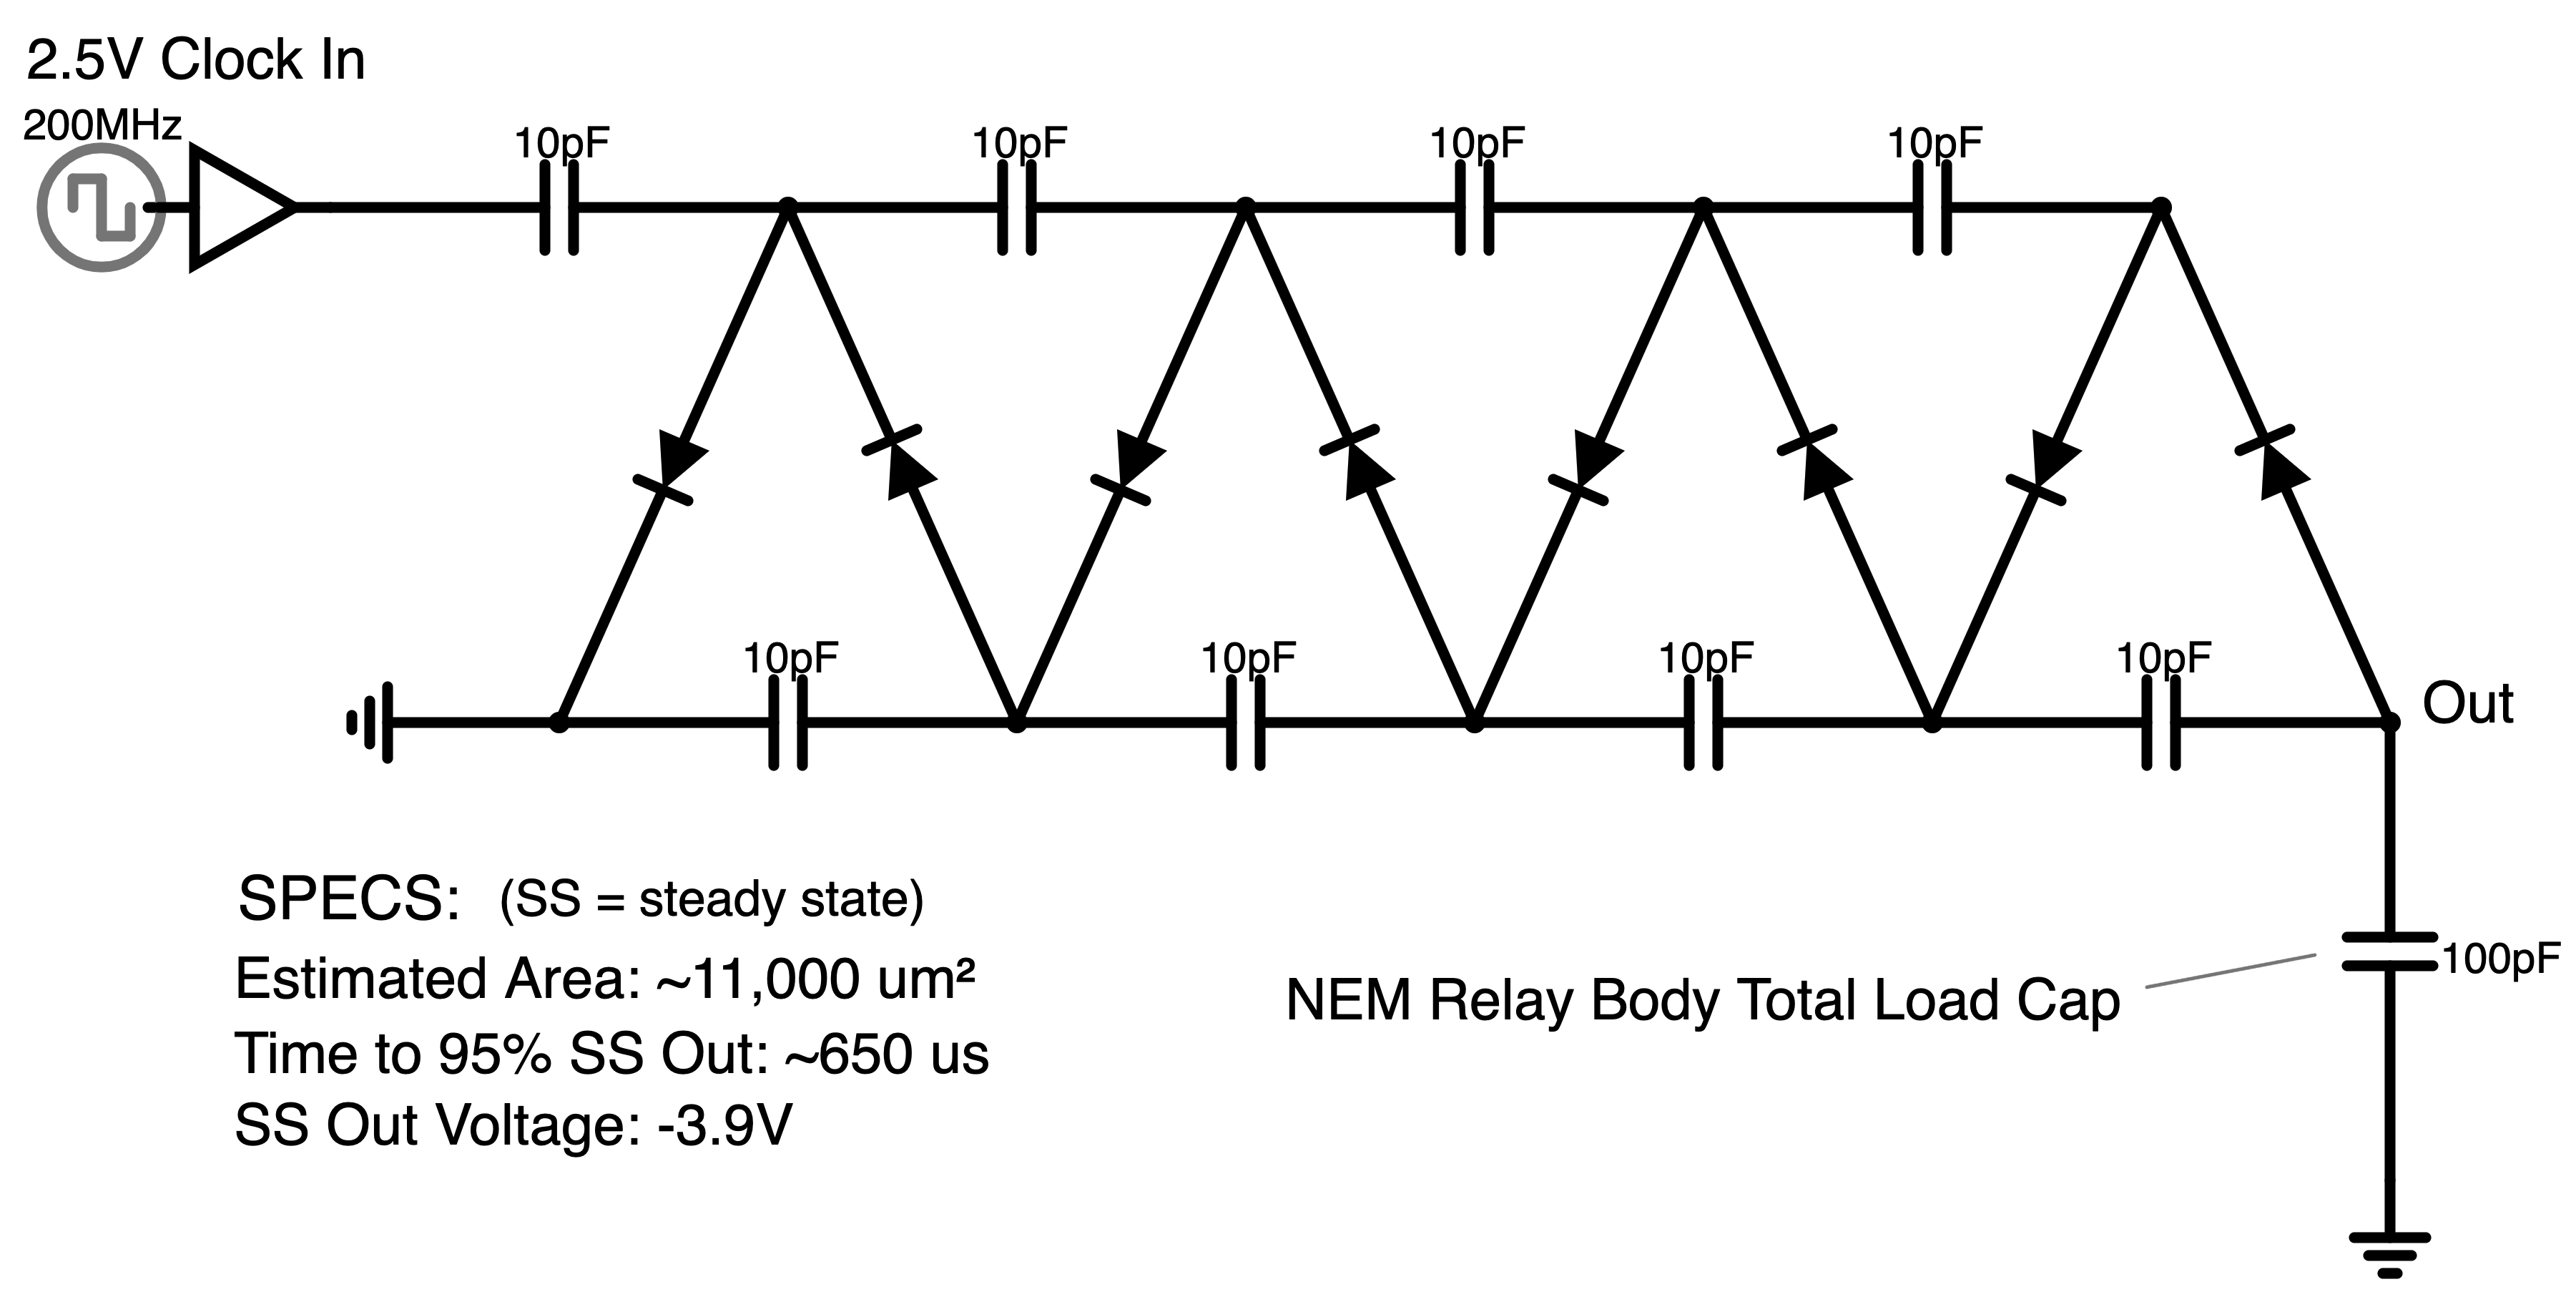 2.5V Clock In
200MHz
10pF
10pF
10pF
10pF
10pF
10pF
10pF
10pF
Out
SPECS: (SS = steady state)
Estimated Area: ~11,000 um²
Time to 95% SS Out: ~650 us
SS Out Voltage: -3.9V
NEM Relay Body Total Load Cap
100pF